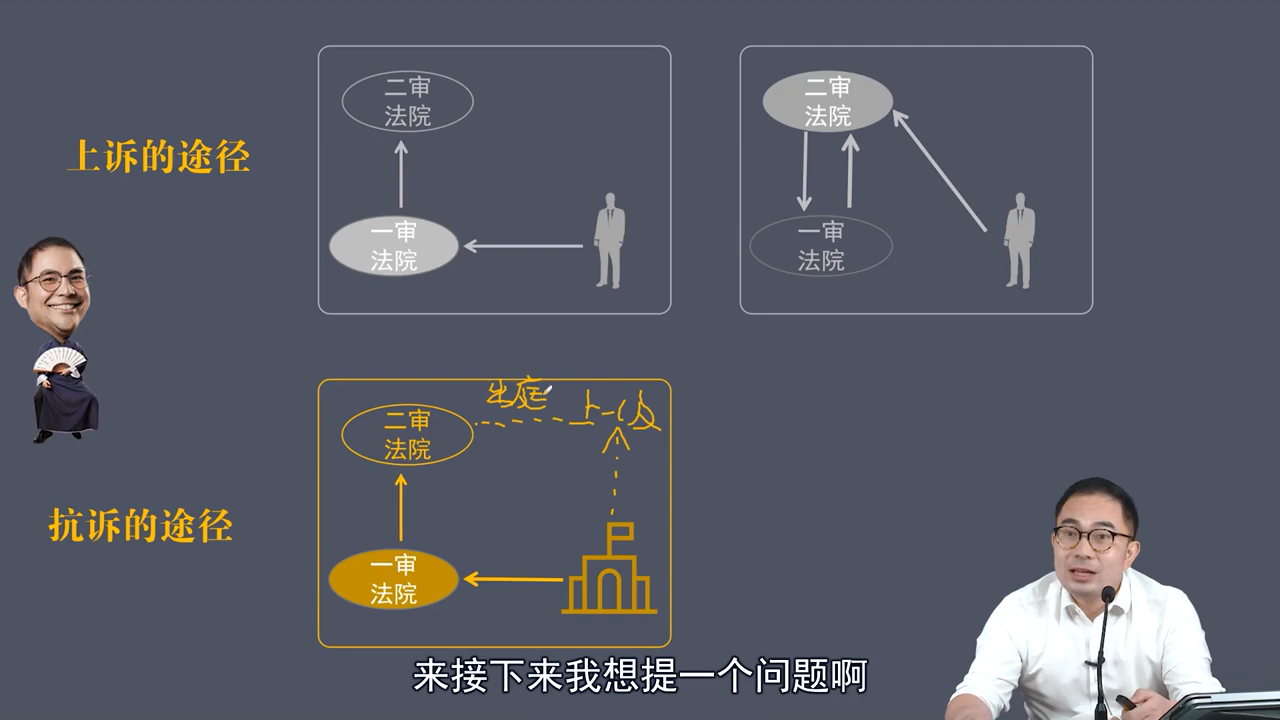 上诉的途径
二审
法院
一审
法院
二审
法院
一审
法院
抗诉的途径
出庭
上一级
二审
法院
一审
法院
来接下来我想提一个问题啊